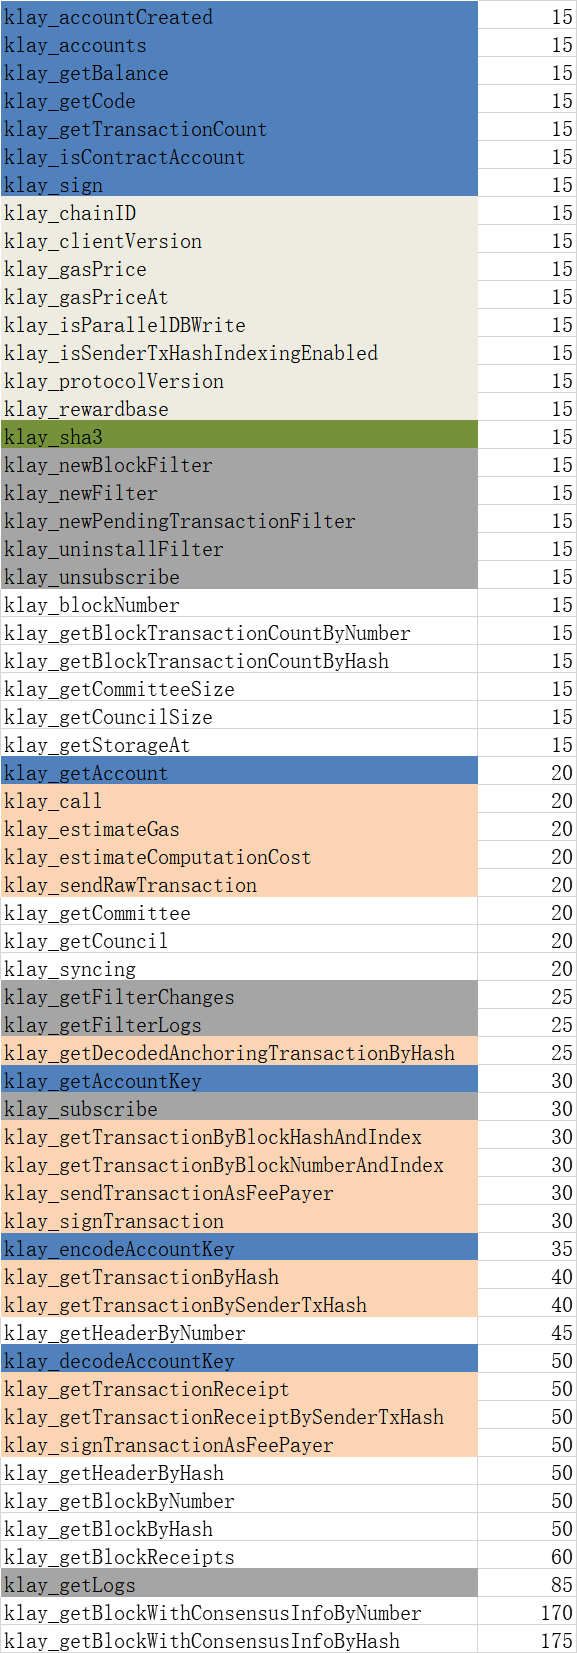 klay_accountCreated 15
klay_accounts 15
klay_getBalance 15
klay_getCode 15
klay_getTransactionCount 15
klay_isContractAccount 15
klay_sign 15
klay_chainID 15
klay_clientVersion 15
klay_gasPrice 15
klay_gasPriceAt 15
klay_isParallelDBWrite 15
klay_isSenderTxHashIndexingEnabled 15
klay_protocolVersion 15
klay_rewardbase 15
klay_sha3 15
klay_newBlockFilter 15
klay_newFilter 15
klay_newPendingTransactionFilter 15
klay_uninstallFilter 15
klay_unsubscribe 15
klay_blockNumber 15
klay_getBlockTransactionCountByNumber 15
klay_getBlockTransactionCountByHash 15
klay_getCommitteeSize 15
klay_getCouncilSize 15
klay_getStorageAt 15
klay_getAccount 20
klay_call 20
klay_estimateGas 20
klay_estimateComputationCost 20
klay_sendRawTransaction 20
klay_getCommittee 20
klay_getCouncil 20
klay_syncing 20
klay_getFilterChanges 25
klay_getFilterLogs 25
klay_getDecodedAnchoringTransactionByHash 25
klay_getAccountKey 30
klay_subscribe 30
klay_getTransactionByBlockHashAndIndex 30
klay_getTransactionByBlockNumberAndIndex 30
klay_sendTransactionAsFeePayer 30
klay_signTransaction 30
klay_encodeAccountKey 35
klay_getTransactionByHash 40
klay_getTransactionBySenderTxHash 40
klay_getHeaderByNumber 45
klay_decodeAccountKey 50
klay_getTransactionReceipt 50
klay_getTransactionReceiptBySenderTxHash 50
klay_signTransactionAsFeePayer 50
klay_getHeaderByHash 50
klay_getBlockByNumber 50
klay_getBlockByHash 50
klay_getBlockReceipts 60
klay_getLogs 85
klay_getBlockWithConsensusInfoByNumber 170
klay_getBlockWithConsensusInfoByHash 175